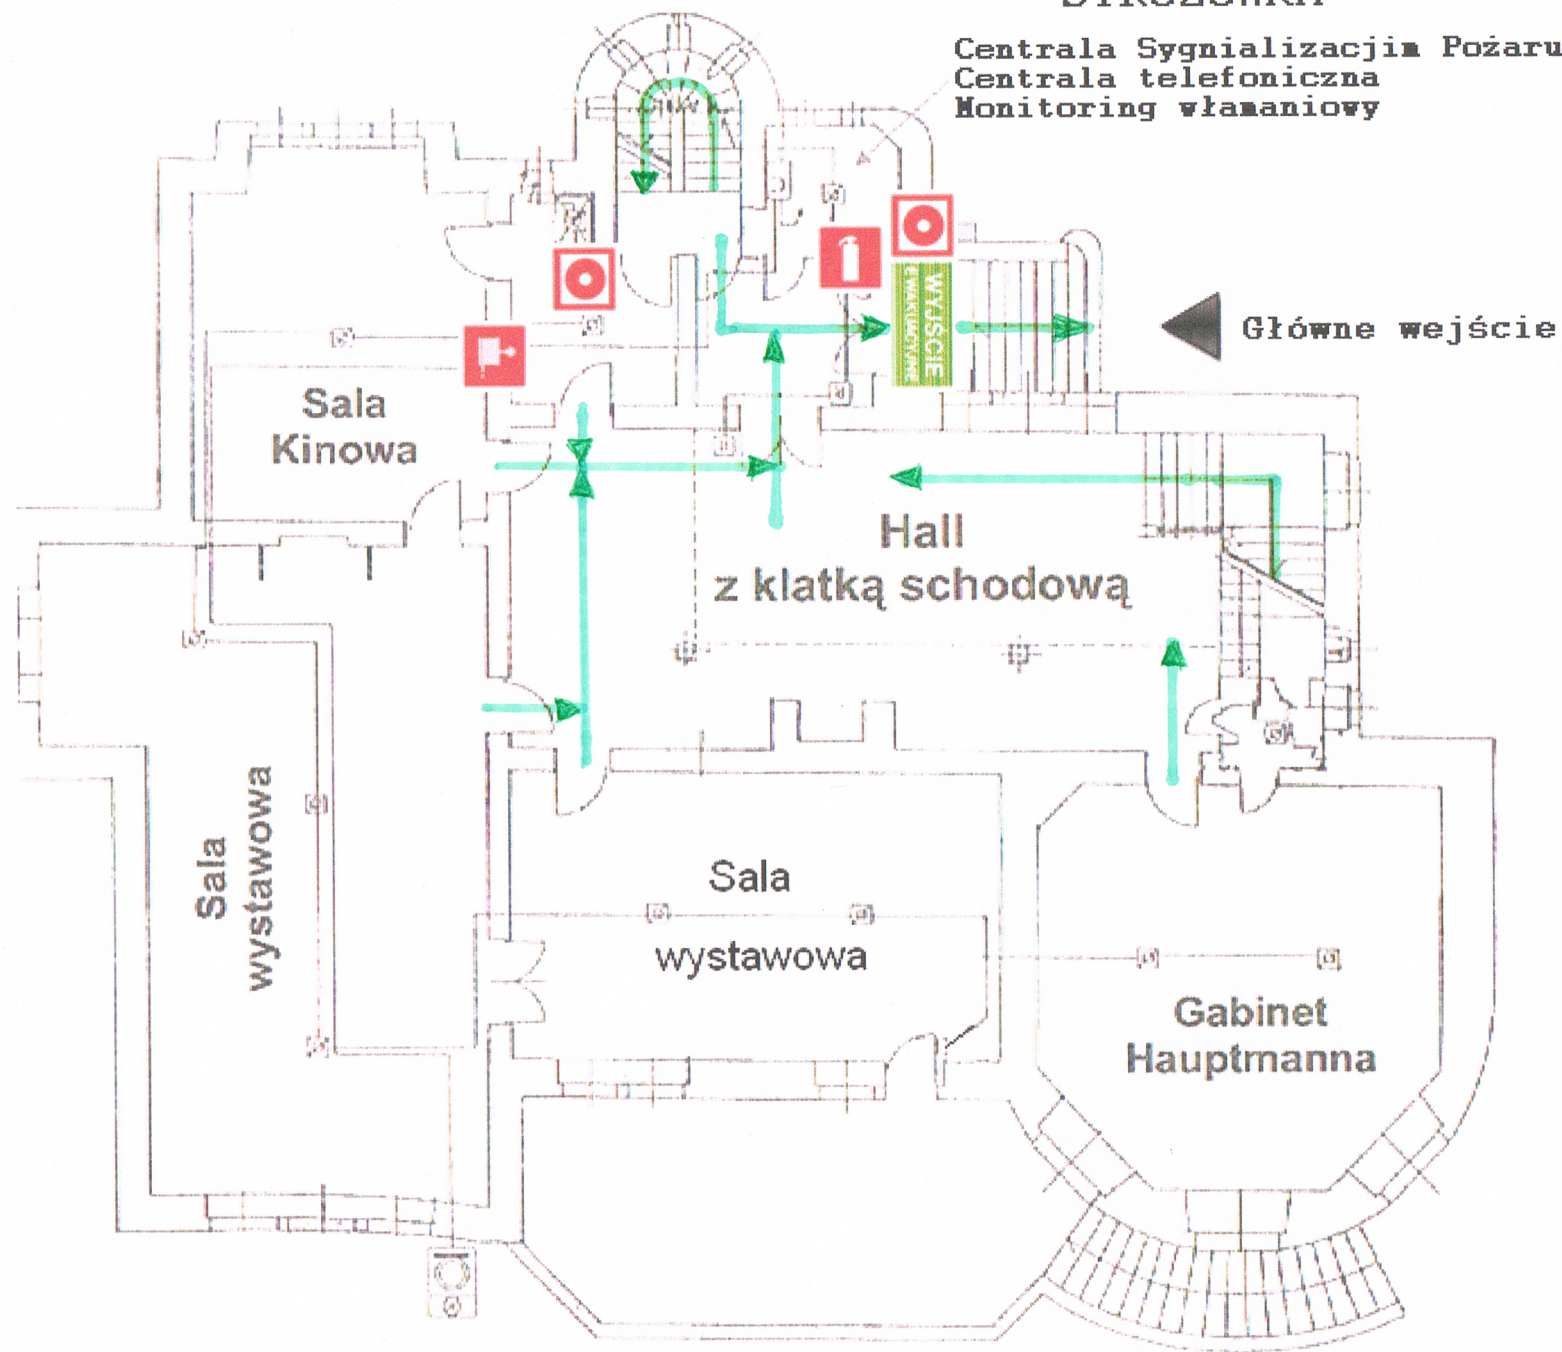 Centrala Sygnializacjim Pożaru
Centrala telefoniczna
Monitoring włamaniowy
WYJŚCIE
EWAKUACYJNE
Główne wejście
Sala
Kinowa
Hall
z klatką schodową
Sala
wystawowa
Sala
wystawowa
Gabinet
Hauptmanna